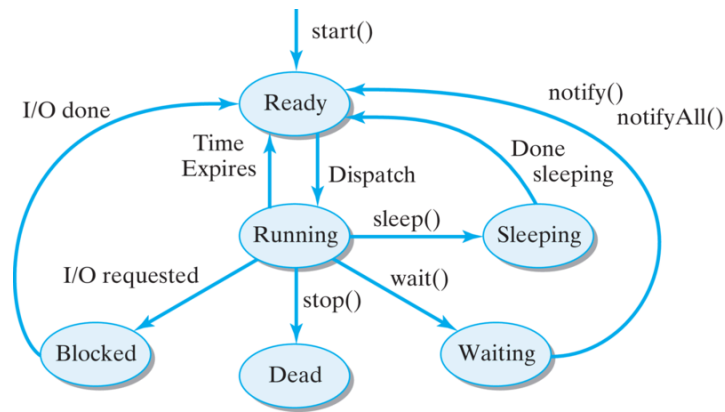 start()
Ready
notify()
notifyAll()
I/O done
Time
Expires
Dispatch
Done
sleeping
Running
sleep()
Sleeping
I/O requested
stop()
wait()
Blocked
Dead
Waiting